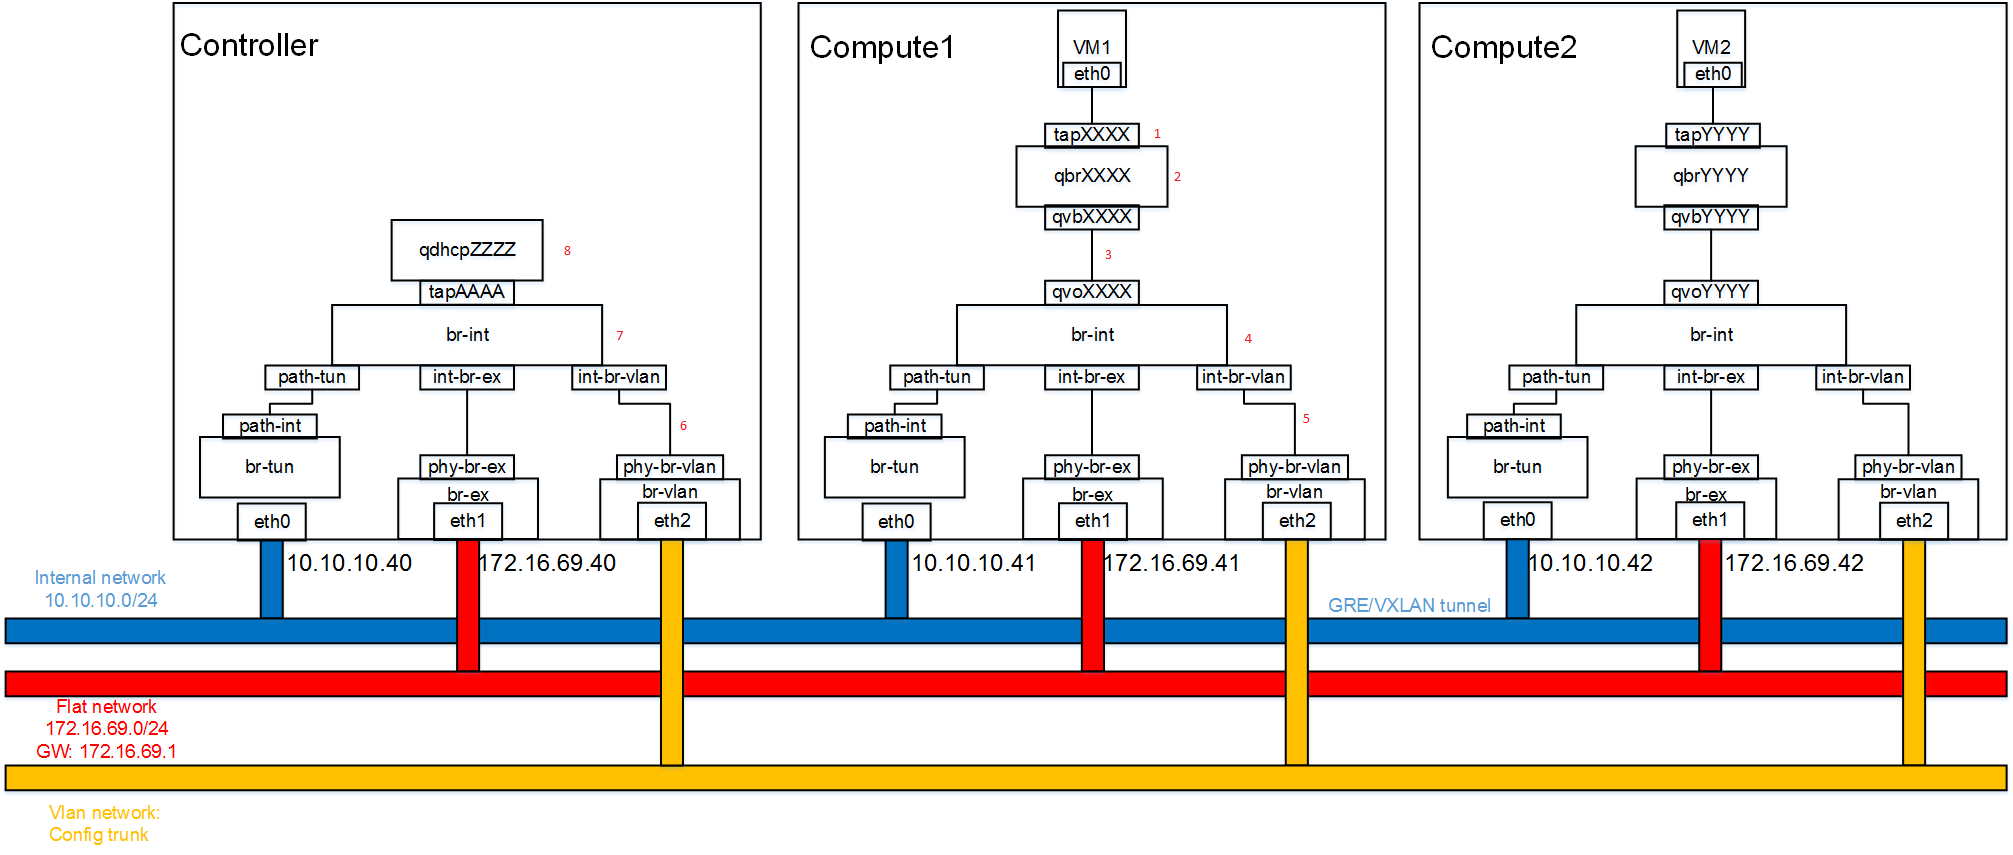 Controller
qdhcpZZZZ
8
tapAAAA
br-int
7
path-tun
int-br-ex
int-br-vlan
path-int
6
br-tun
phy-br-ex
phy-br-vlan
br-ex
br-vlan
eth0
eth1
eth2
10.10.10.40
172.16.69.40
Compute1
VM1
eth0
tapXXXX
1
qbrXXXX
2
qvbXXXX
3
qvoXXXX
br-int
4
path-tun
int-br-ex
int-br-vlan
path-int
5
br-tun
phy-br-ex
phy-br-vlan
br-ex
br-vlan
eth0
eth1
eth2
10.10.10.41
172.16.69.41
Compute2
VM2
eth0
tapYYYY
qbrYYYY
qvbYYYY
qvoYYYY
br-int
path-tun
int-br-ex
int-br-vlan
path-int
br-tun
phy-br-ex
phy-br-vlan
br-ex
br-vlan
eth0
eth1
eth2
10.10.10.42
172.16.69.42
Internal network
10.10.10.0/24
GRE/VXLAN tunnel
Flat network
172.16.69.0/24
GW: 172.16.69.1
Vlan network:
Config trunk